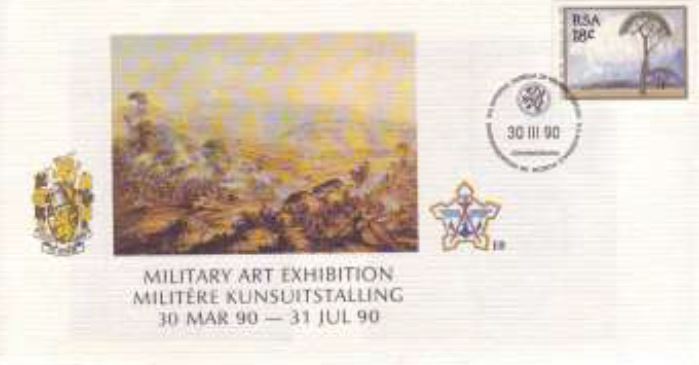 RSA
18c
30 III 90
MILITARY ART EXHIBITION
MILITÊRE KUNSUITSTALLING
30 MAR 90 — 31 JUL 90